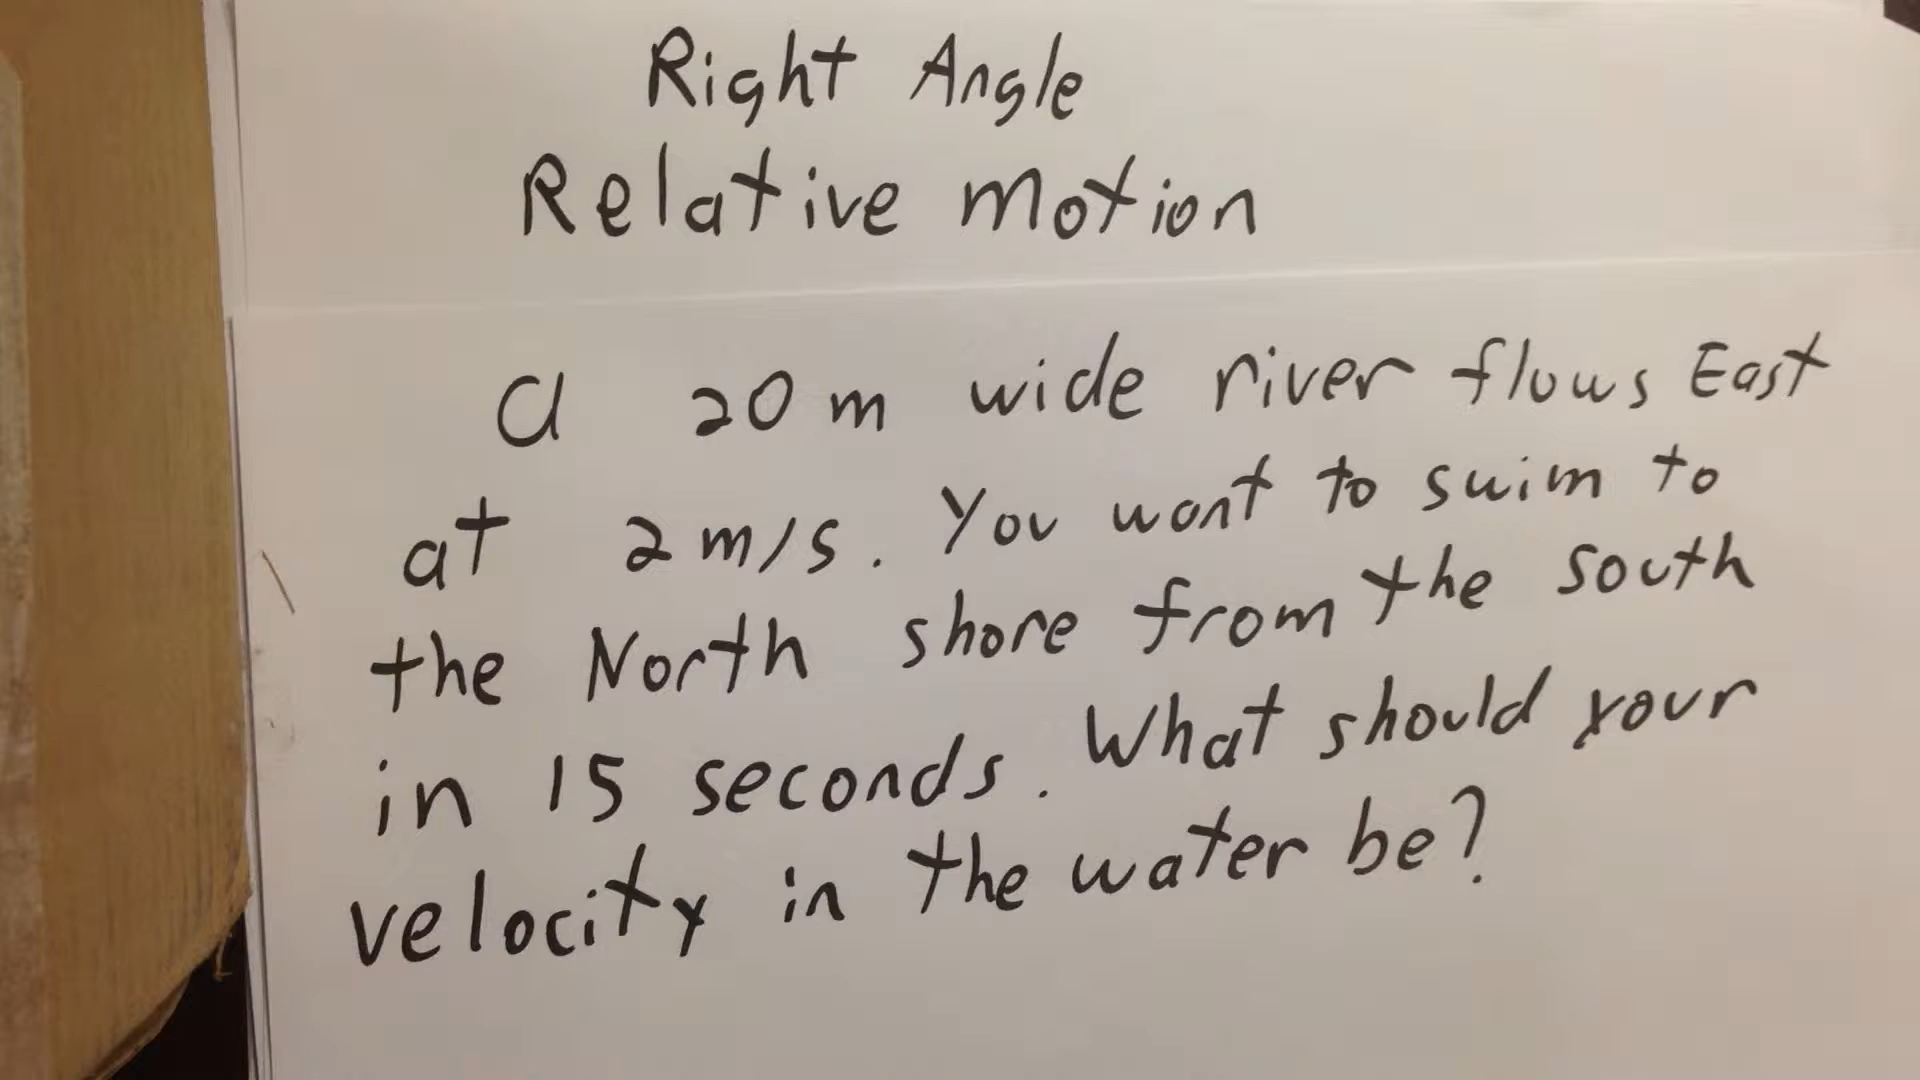 Right Angle
Relative Motion
A 20 m wide river flows East
at 2 m/s. You want to swim to
the North shore from the south
in 15 seconds. What should your
velocity in the water be?